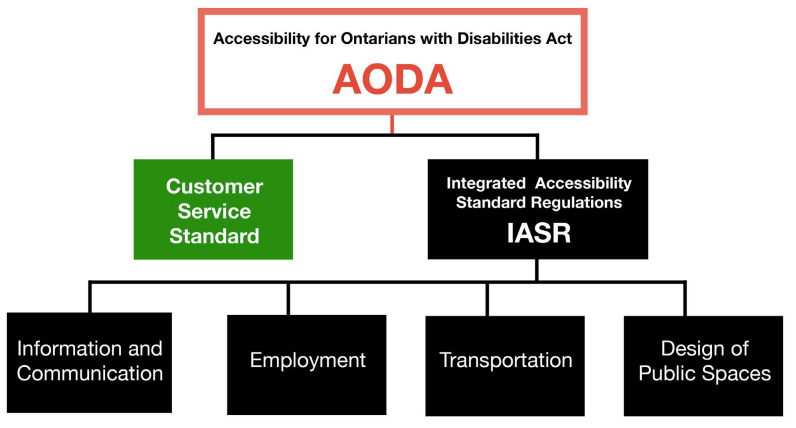 Accessibility for Ontarians with Disabilities Act
AODA
Customer
Service
Standard
Integrated Accessibility
Standard Regulations
IASR
Information and
Communication
Employment
Transportation
Design of
Public Spaces